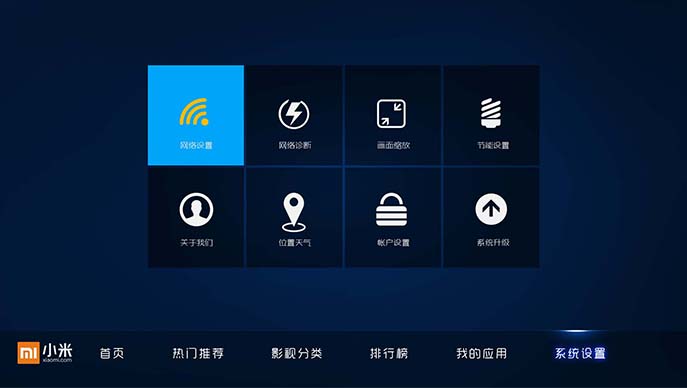 网络设置
网络诊断
画面缩放
节能设置
关于我们
位置天气
帐户设置
系统升级
mi 小米
xiaomi.com
首页
热门推荐
影视分类
排行榜
我的应用
系统设置